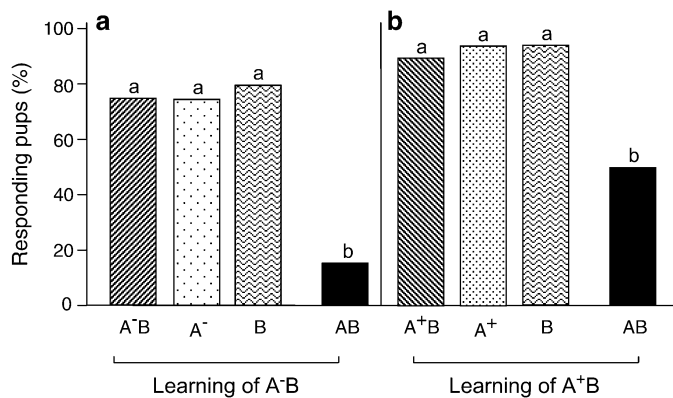 a
b
Responding pups (%)
100
80
60
40
20
0
a
a
a
b
a
a
a
b
A⁻B
A⁻
B
AB
A⁺B
A⁺
B
AB
Learning of A⁻B
Learning of A⁺B